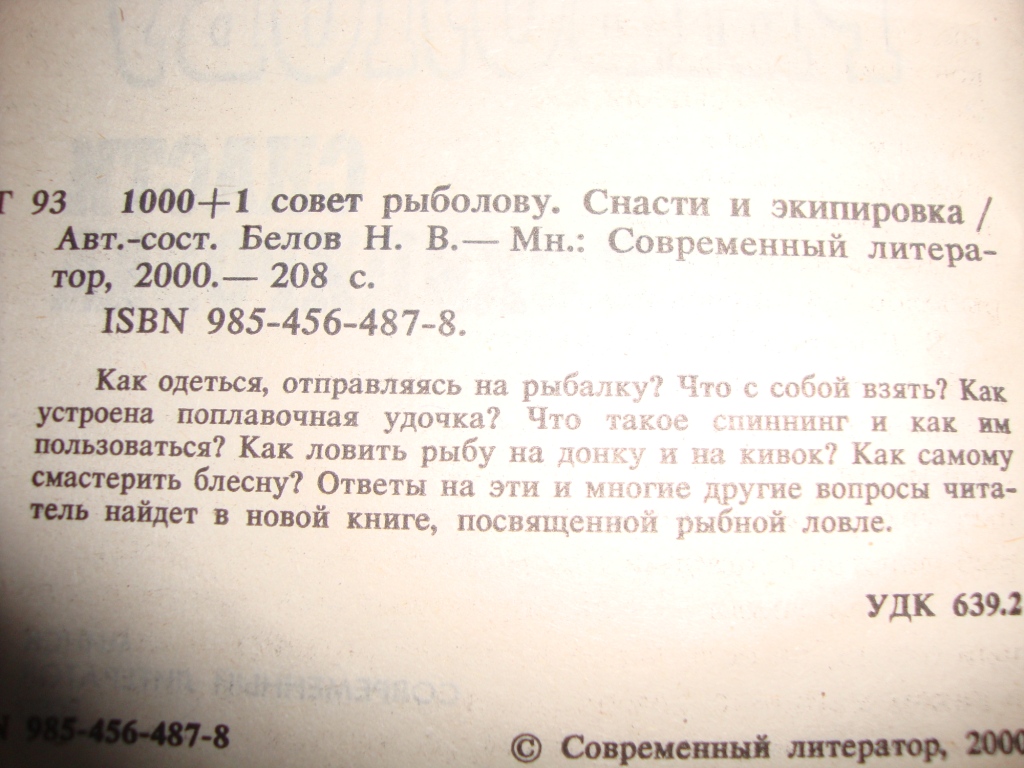 Т 93 1000+1 совет рыболову. Снасти и экипировка /
Авт.-сост. Белов Н. В.— Мн.: Современный литера-
тор, 2000.— 208 с.
ISBN 985-456-487-8.
Как одеться, отправляясь на рыбалку? Что с собой взять? Как
устроена поплавочная удочка? Что такое спиннинг и как им
пользоваться? Как ловить рыбу на донку и на кивок? Как самому
смастерить блесну? Ответы на эти и многие другие вопросы чита-
тель найдет в новой книге, посвященной рыбной ловле.
УДК 639.2
N 985-456-487-8
© Современный литератор, 2000